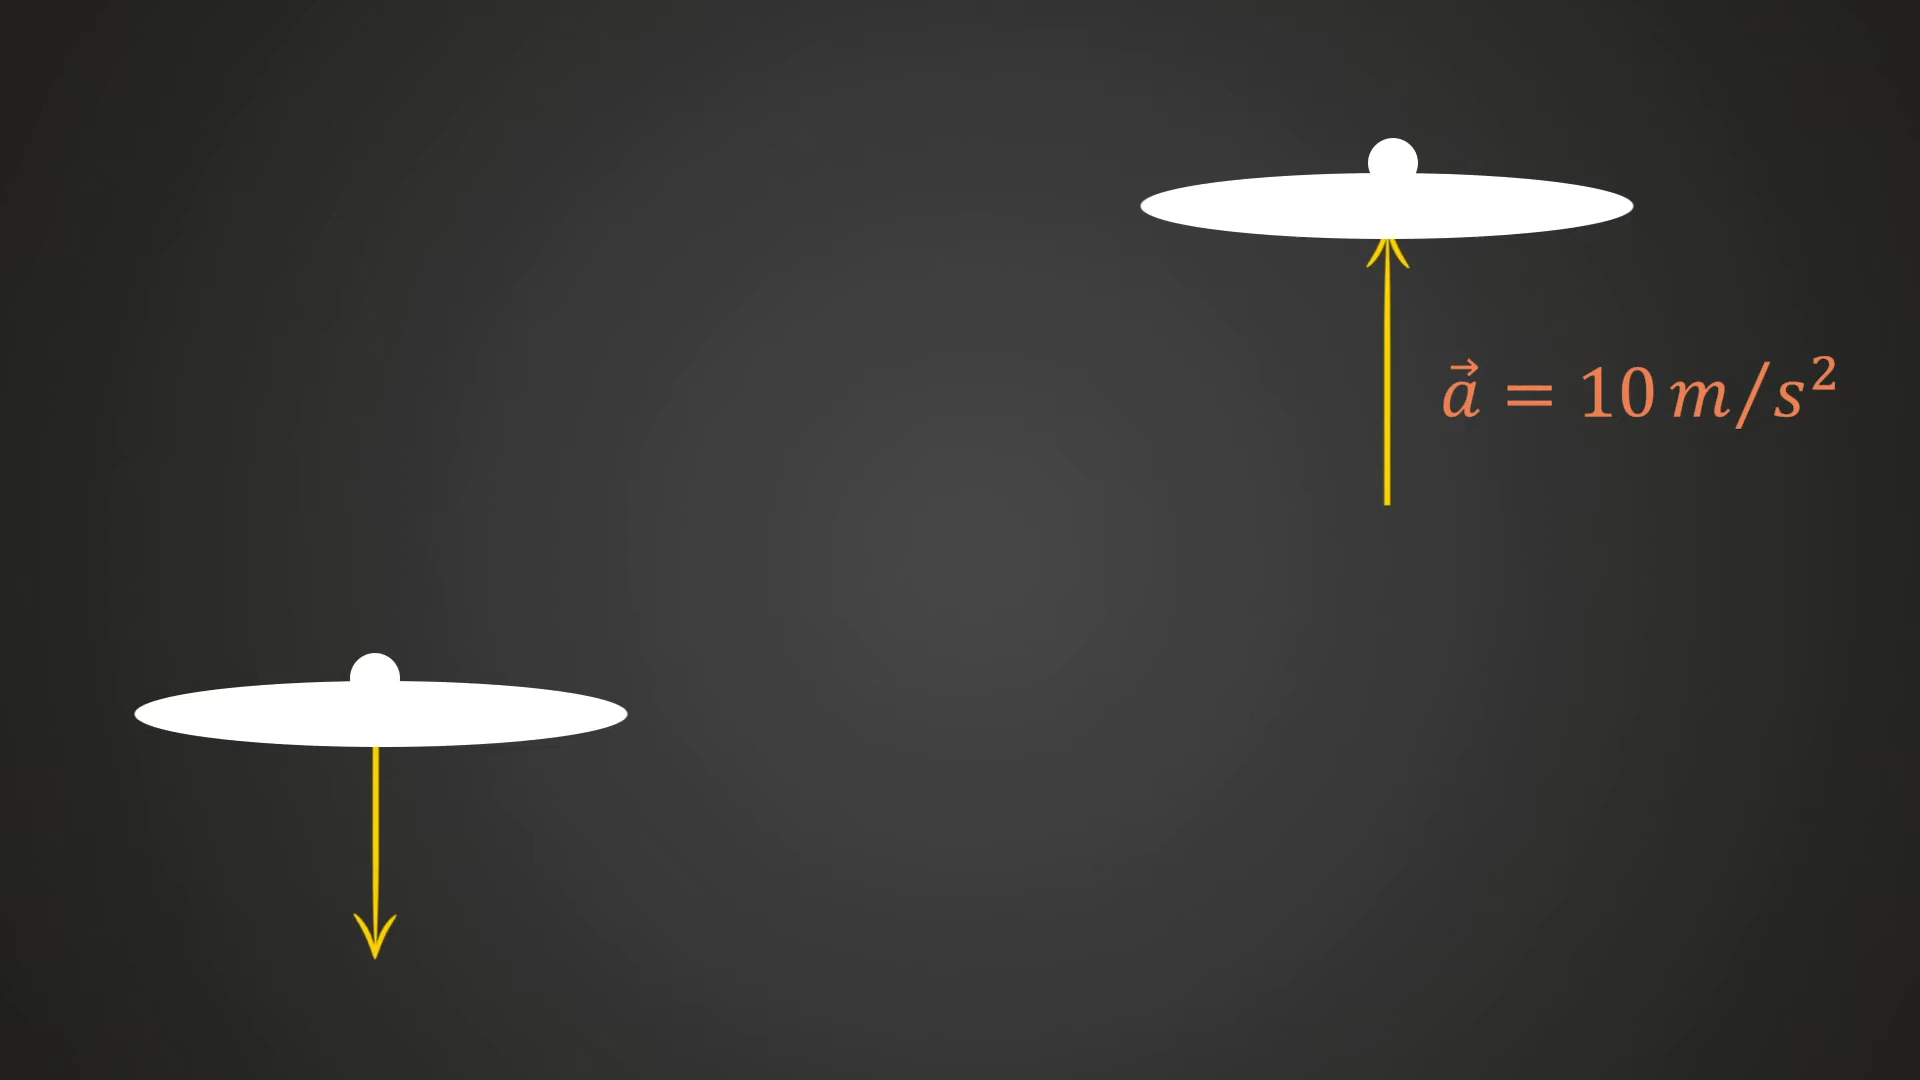 a⃗ = 10 m/s²